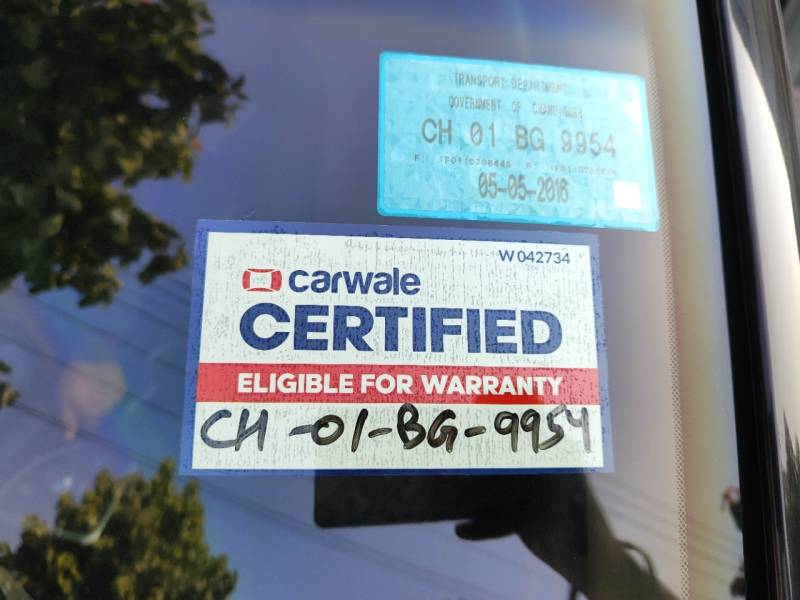 TRANSPORT DEPARTMENT
GOVERNMENT OF CHANDIGARH
CH 01 BG 9954
05-05-2016
W042734
carwale
CERTIFIED
ELIGIBLE FOR WARRANTY
CH-01-BG-9954